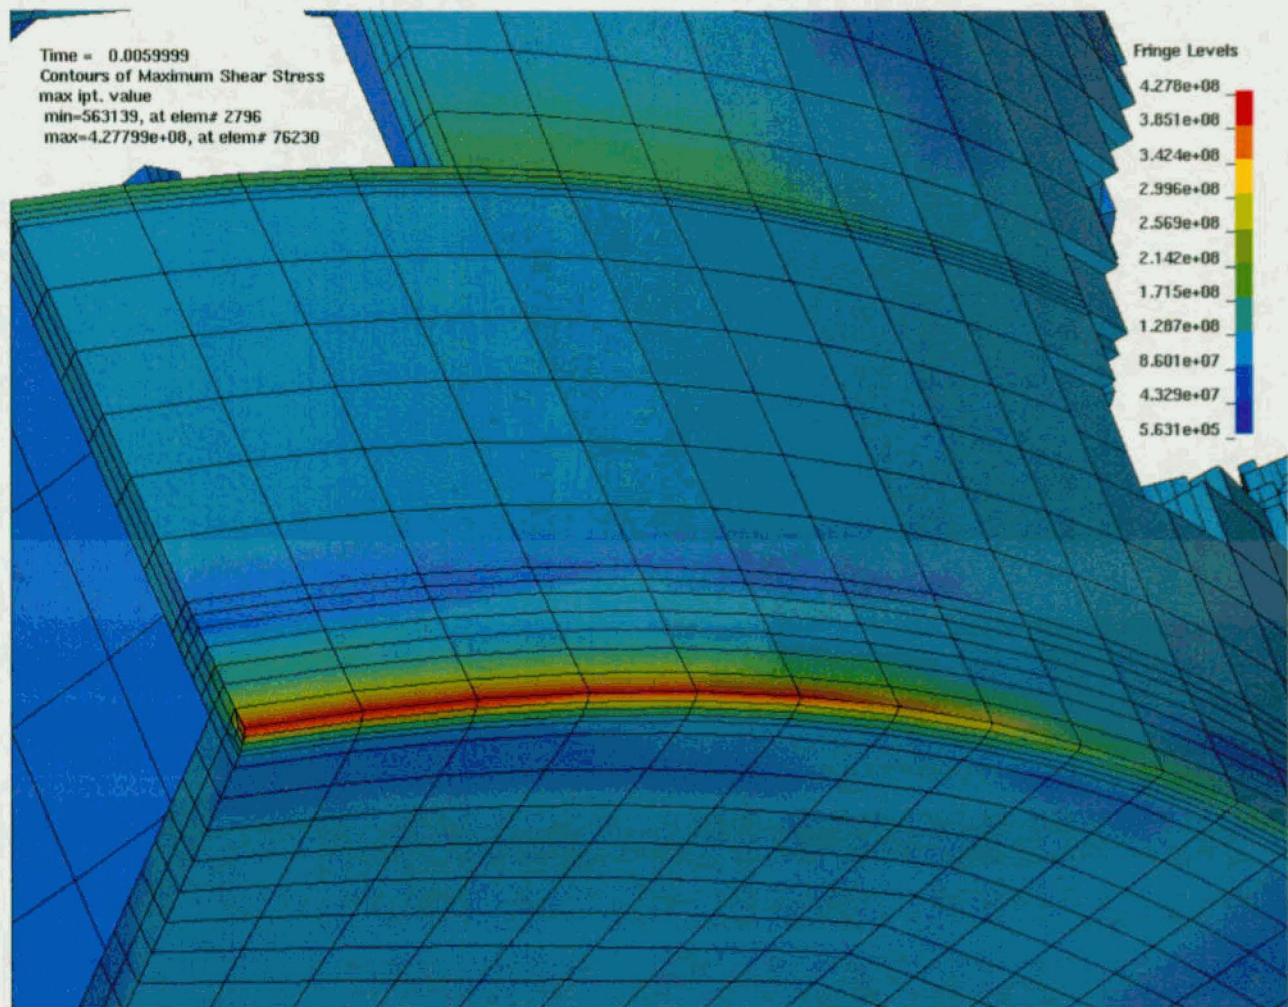 Time = 0.0059999
Contours of Maximum Shear Stress
max ipt. value
min=563139, at elem# 2796
max=4.27799e+08, at elem# 76230
Fringe Levels
4.278e+08
3.851e+08
3.424e+08
2.996e+08
2.569e+08
2.142e+08
1.715e+08
1.287e+08
8.601e+07
4.329e+07
5.631e+05